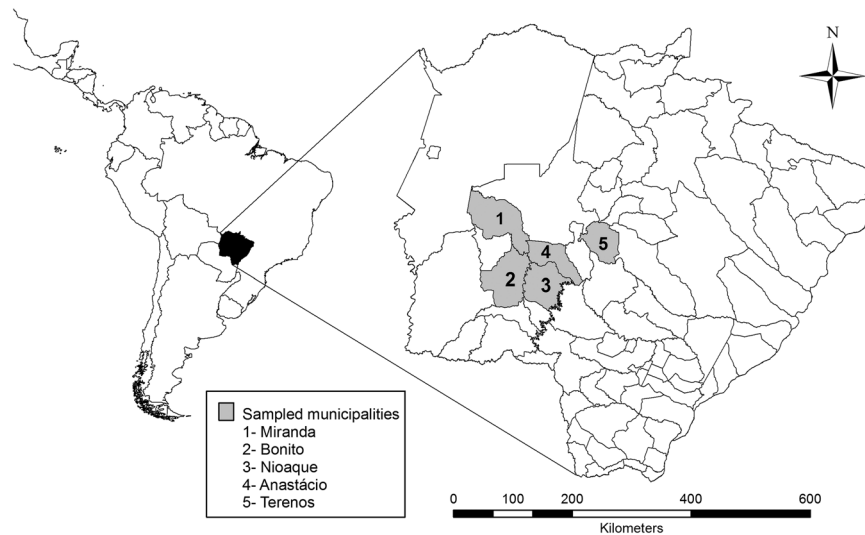 N
1
4
5
2
3
Sampled municipalities
1- Miranda
2- Bonito
3- Nioaque
4- Anastácio
5- Terenos
0 100 200 400 600
Kilometers